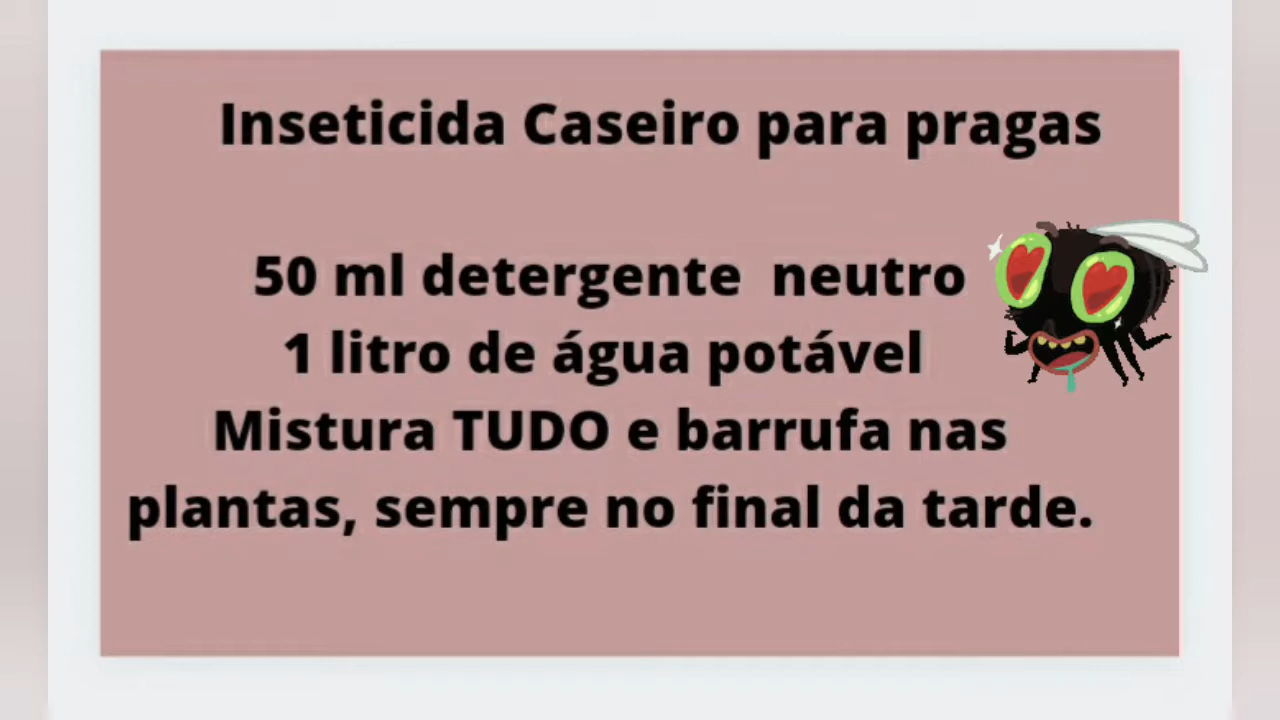 Inseticida Caseiro para pragas
50 ml detergente neutro
1 litro de água potável
Mistura TUDO e barrufa nas
plantas, sempre no final da tarde.